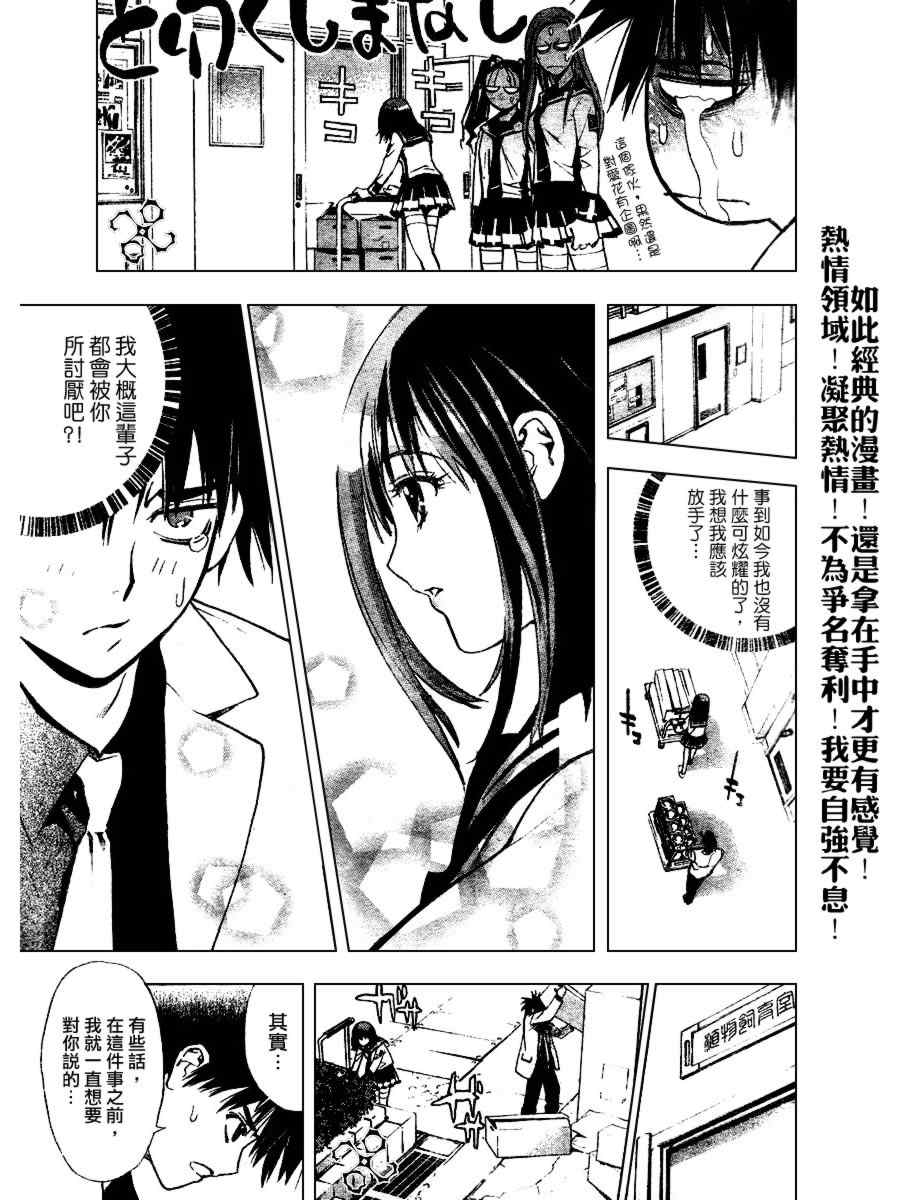 とりつくしまなし
キコ
キコ
這個傢伙，果然還是
對愛花有企圖啊…
如此經典的漫畫！還是拿在手中才更有感覺！
熱情領域！凝聚熱情！不為爭名奪利！我要自強不息！
事到如今我也沒有
什麼可炫耀的了，
我想我應該
放手了…
キュ
キコ
我大概這輩子
都會被你
所討厭吧?!
植物飼育室
其實…
有些話，
在這件事之前，
我就一直想要
對你說的…